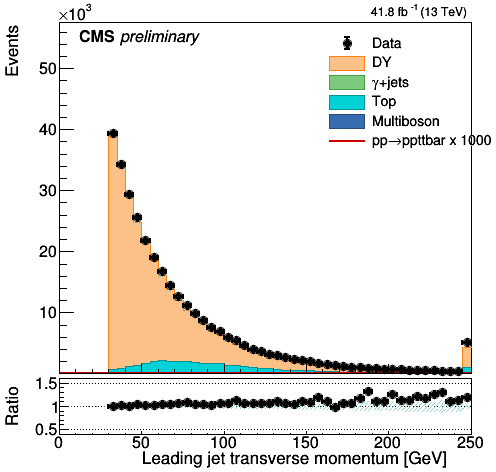 ×10³
41.8 fb⁻¹ (13 TeV)
CMS preliminary
Events
50
40
30
20
10
Data
DY
γ+jets
Top
Multiboson
pp→ppttbar x 1000
Ratio
1.5
1
0.5
0 50 100 150 200 250
Leading jet transverse momentum [GeV]